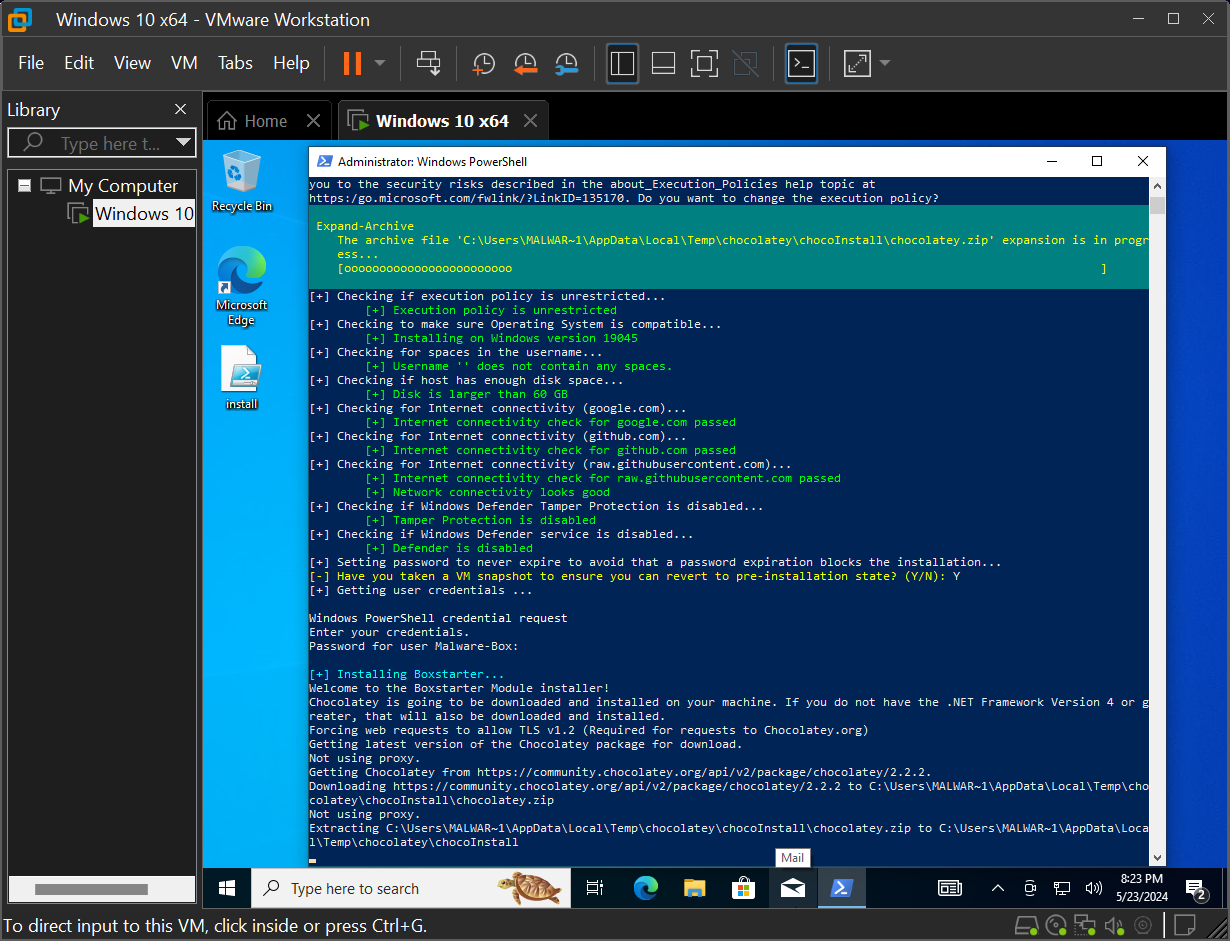 Windows 10 x64 - VMware Workstation
File Edit View VM Tabs Help
Library
Type here t...
My Computer
Windows 10
Home
Windows 10 x64
Recycle Bin
Microsoft
Edge
install
Administrator: Windows PowerShell
you to the security risks described in the about_Execution_Policies help topic at
https:/go.microsoft.com/fwlink/?LinkID=135170. Do you want to change the execution policy?
Expand-Archive
The archive file 'C:\Users\MALWAR~1\AppData\Local\Temp\chocolatey\chocoInstall\chocolatey.zip' expansion is in progr
ess...
[oooooooooooooooooooooooo ]
[+] Checking if execution policy is unrestricted...
[+] Execution policy is unrestricted
[+] Checking to make sure Operating System is compatible...
[+] Installing on Windows version 19045
[+] Checking for spaces in the username...
[+] Username '' does not contain any spaces.
[+] Checking if host has enough disk space...
[+] Disk is larger than 60 GB
[+] Checking for Internet connectivity (google.com)...
[+] Internet connectivity check for google.com passed
[+] Checking for Internet connectivity (github.com)...
[+] Internet connectivity check for github.com passed
[+] Checking for Internet connectivity (raw.githubusercontent.com)...
[+] Internet connectivity check for raw.githubusercontent.com passed
[+] Network connectivity looks good
[+] Checking if Windows Defender Tamper Protection is disabled...
[+] Tamper Protection is disabled
[+] Checking if Windows Defender service is disabled...
[+] Defender is disabled
[+] Setting password to never expire to avoid that a password expiration blocks the installation...
[-] Have you taken a VM snapshot to ensure you can revert to pre-installation state? (Y/N): Y
[+] Getting user credentials ...
Windows PowerShell credential request
Enter your credentials.
Password for user Malware-Box:
[+] Installing Boxstarter...
Welcome to the Boxstarter Module installer!
Chocolatey is going to be downloaded and installed on your machine. If you do not have the .NET Framework Version 4 or g
reater, that will also be downloaded and installed.
Forcing web requests to allow TLS v1.2 (Required for requests to Chocolatey.org)
Getting latest version of the Chocolatey package for download.
Not using proxy.
Getting Chocolatey from https://community.chocolatey.org/api/v2/package/chocolatey/2.2.2.
Downloading https://community.chocolatey.org/api/v2/package/chocolatey/2.2.2 to C:\Users\MALWAR~1\AppData\Local\Temp\cho
colatey\chocoInstall\chocolatey.zip
Not using proxy.
Extracting C:\Users\MALWAR~1\AppData\Local\Temp\chocolatey\chocoInstall\chocolatey.zip to C:\Users\MALWAR~1\AppData\Loca
l\Temp\chocolatey\chocoInstall
Mail
Type here to search
8:23 PM
5/23/2024
2
To direct input to this VM, click inside or press Ctrl+G.